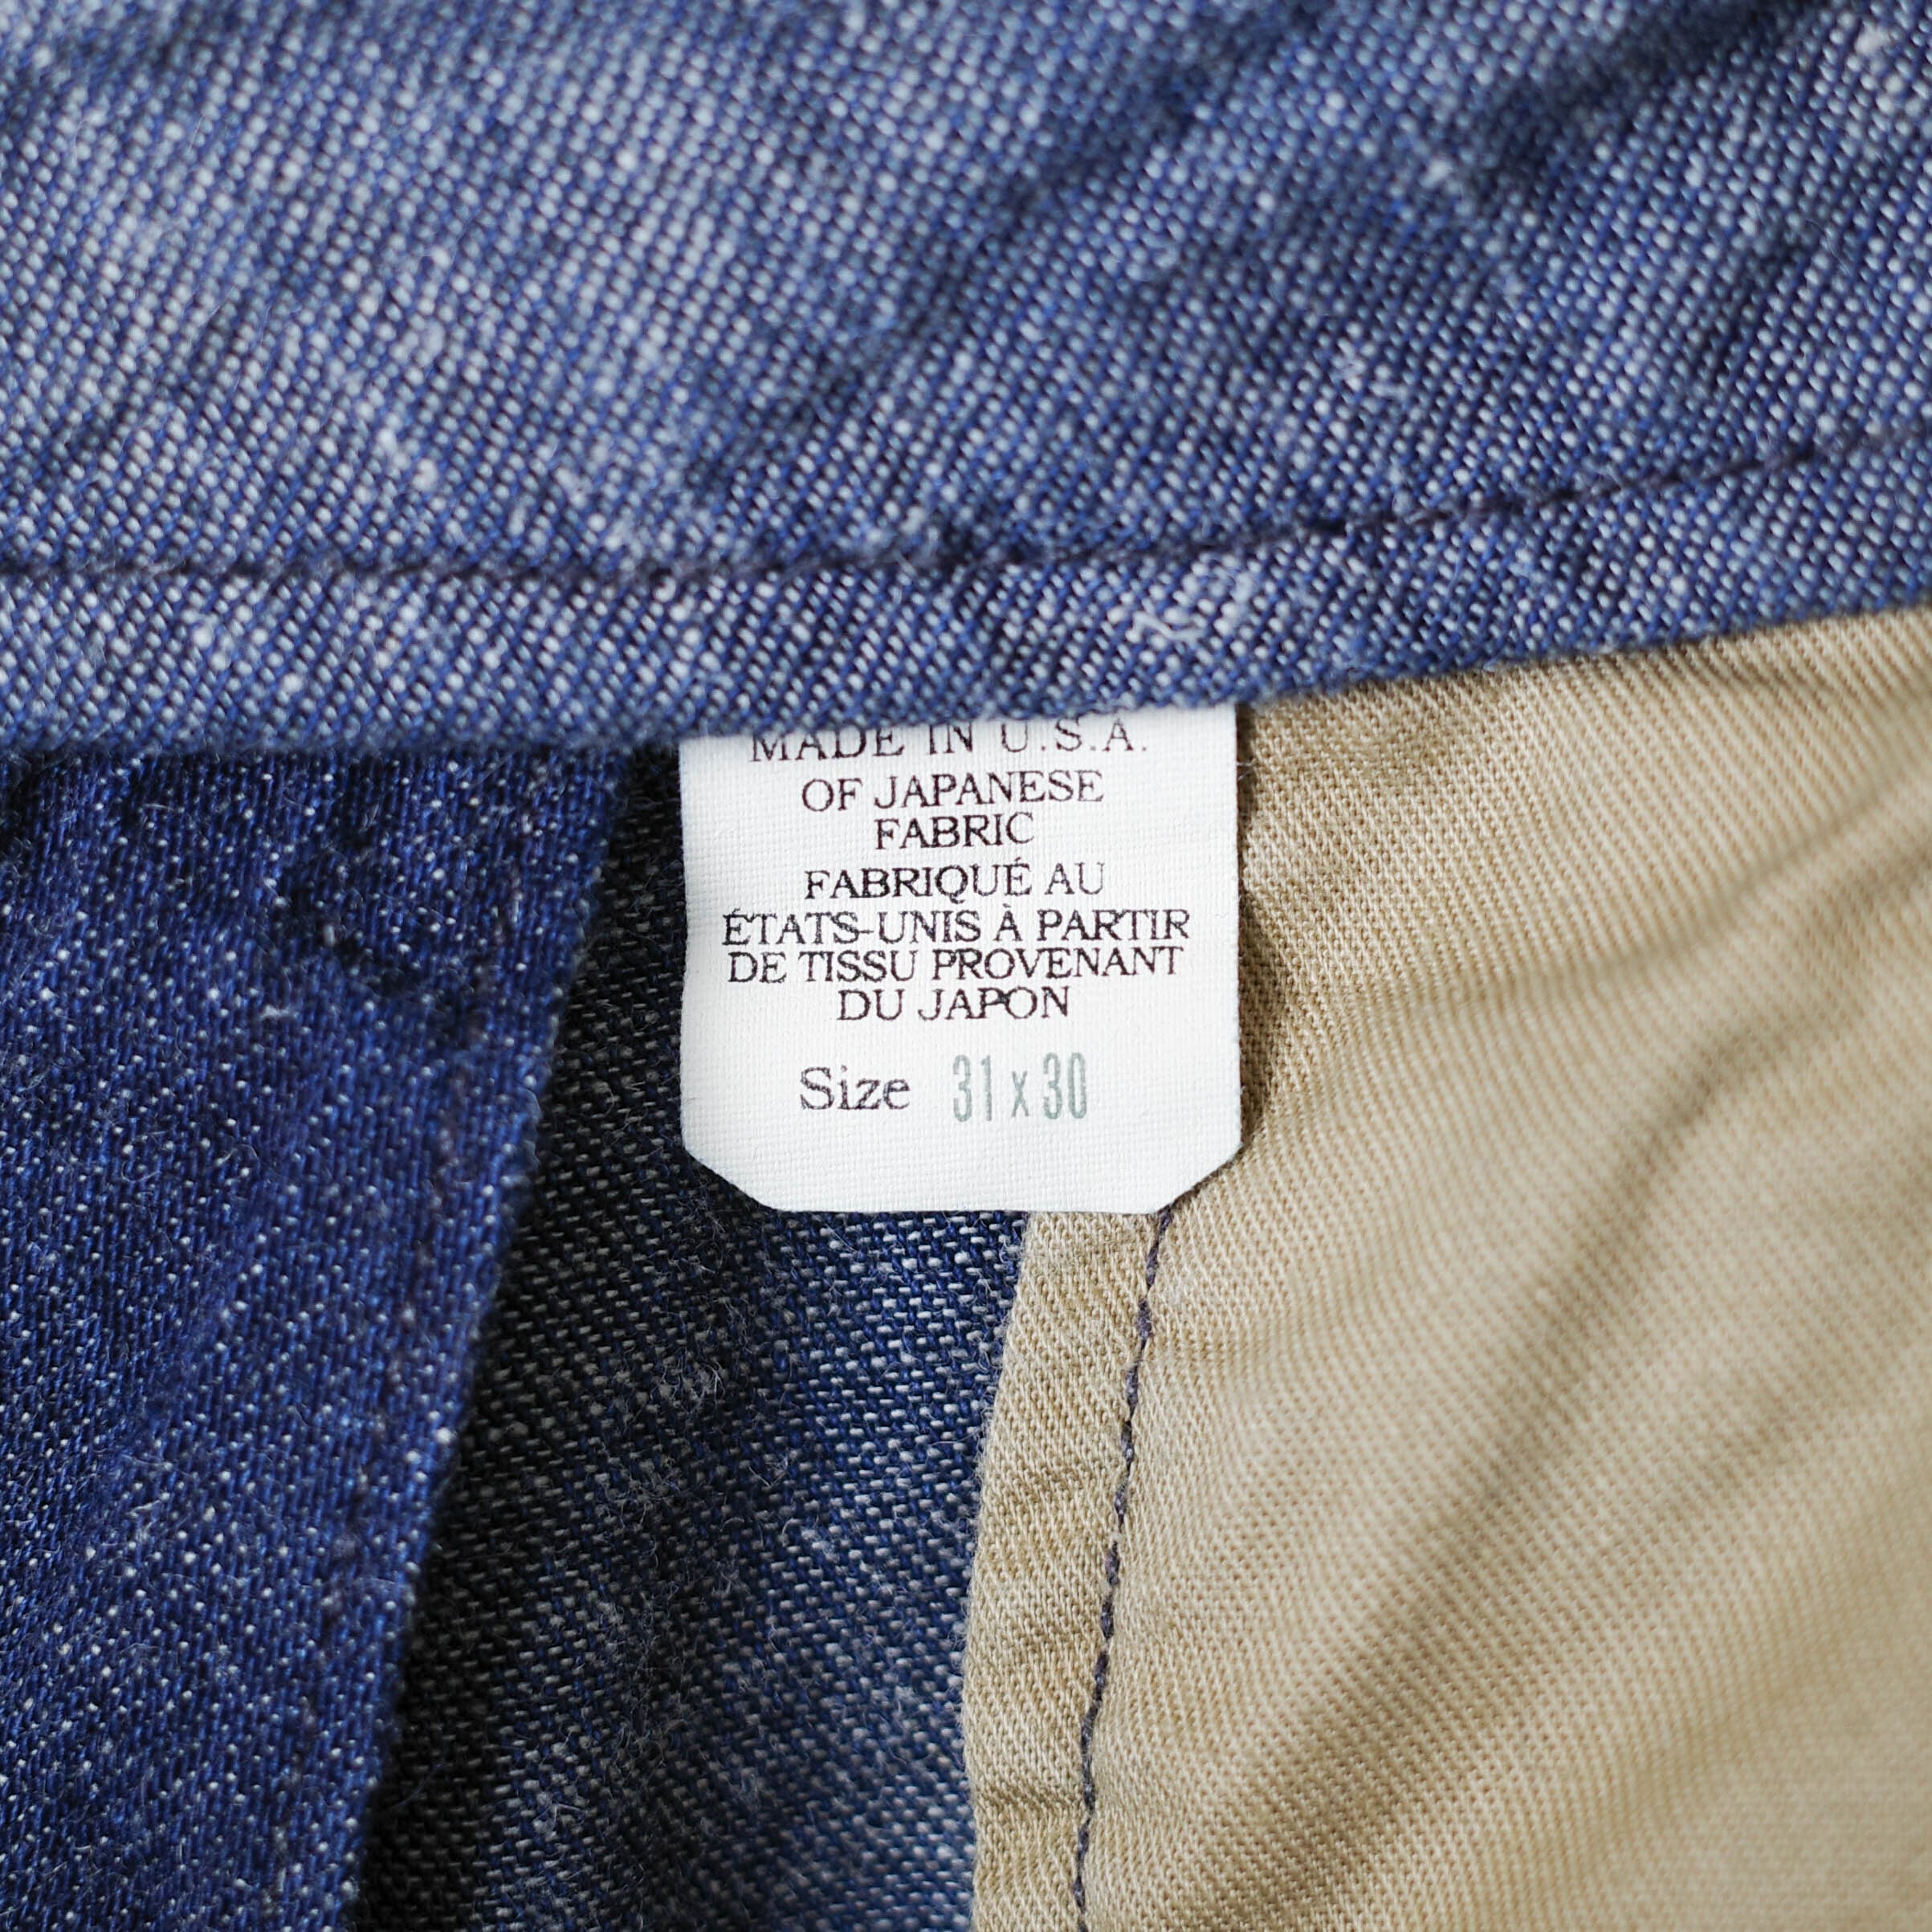 MADE IN U.S.A.
OF JAPANESE
FABRIC
FABRIQUÉ AU
ÉTATS-UNIS À PARTIR
DE TISSU PROVENANT
DU JAPON
Size 31 x 30